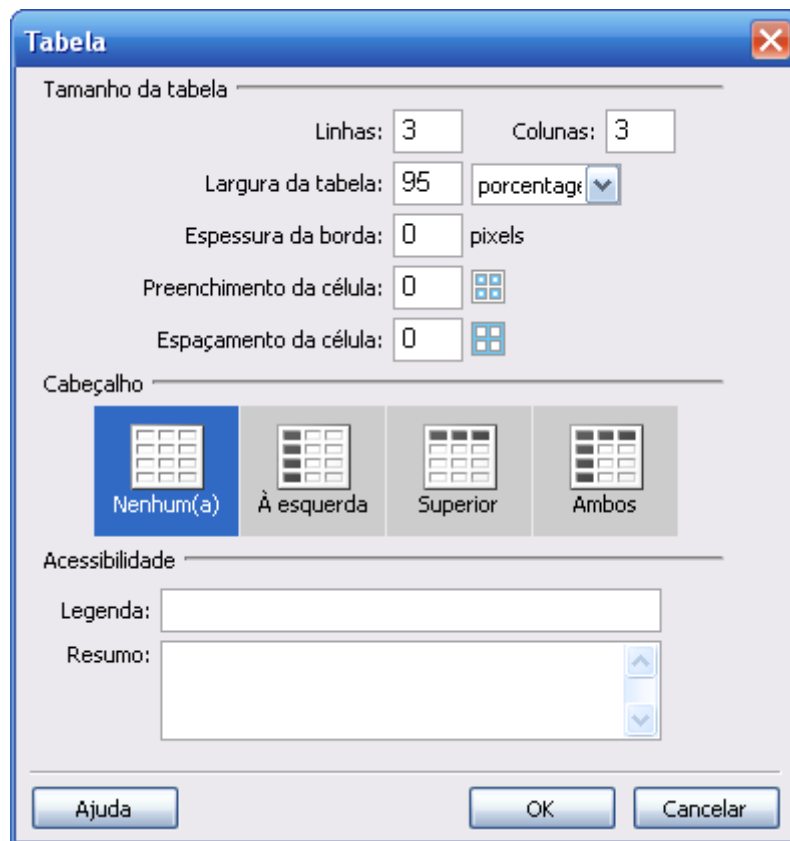 Tabela
Tamanho da tabela
Linhas: 3 Colunas: 3
Largura da tabela: 95 porcentage
Espessura da borda: 0 pixels
Preenchimento da célula: 0
Espaçamento da célula: 0
Cabeçalho
Nenhum(a) À esquerda Superior Ambos
Acessibilidade
Legenda:
Resumo:
Ajuda OK Cancelar